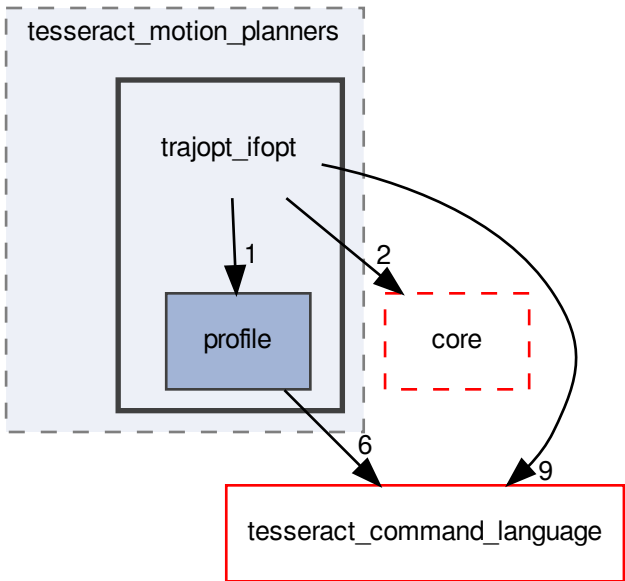 tesseract_motion_planners
trajopt_ifopt
1
2
profile
core
6
9
tesseract_command_language